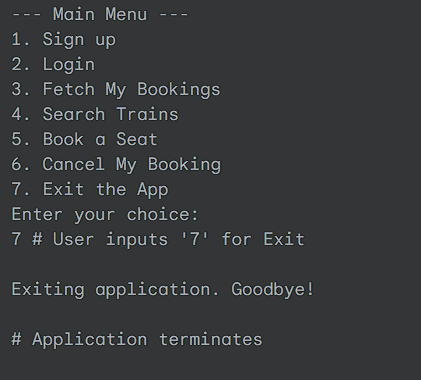 --- Main Menu ---
1. Sign up
2. Login
3. Fetch My Bookings
4. Search Trains
5. Book a Seat
6. Cancel My Booking
7. Exit the App
Enter your choice:
7 # User inputs '7' for Exit
Exiting application. Goodbye!
# Application terminates